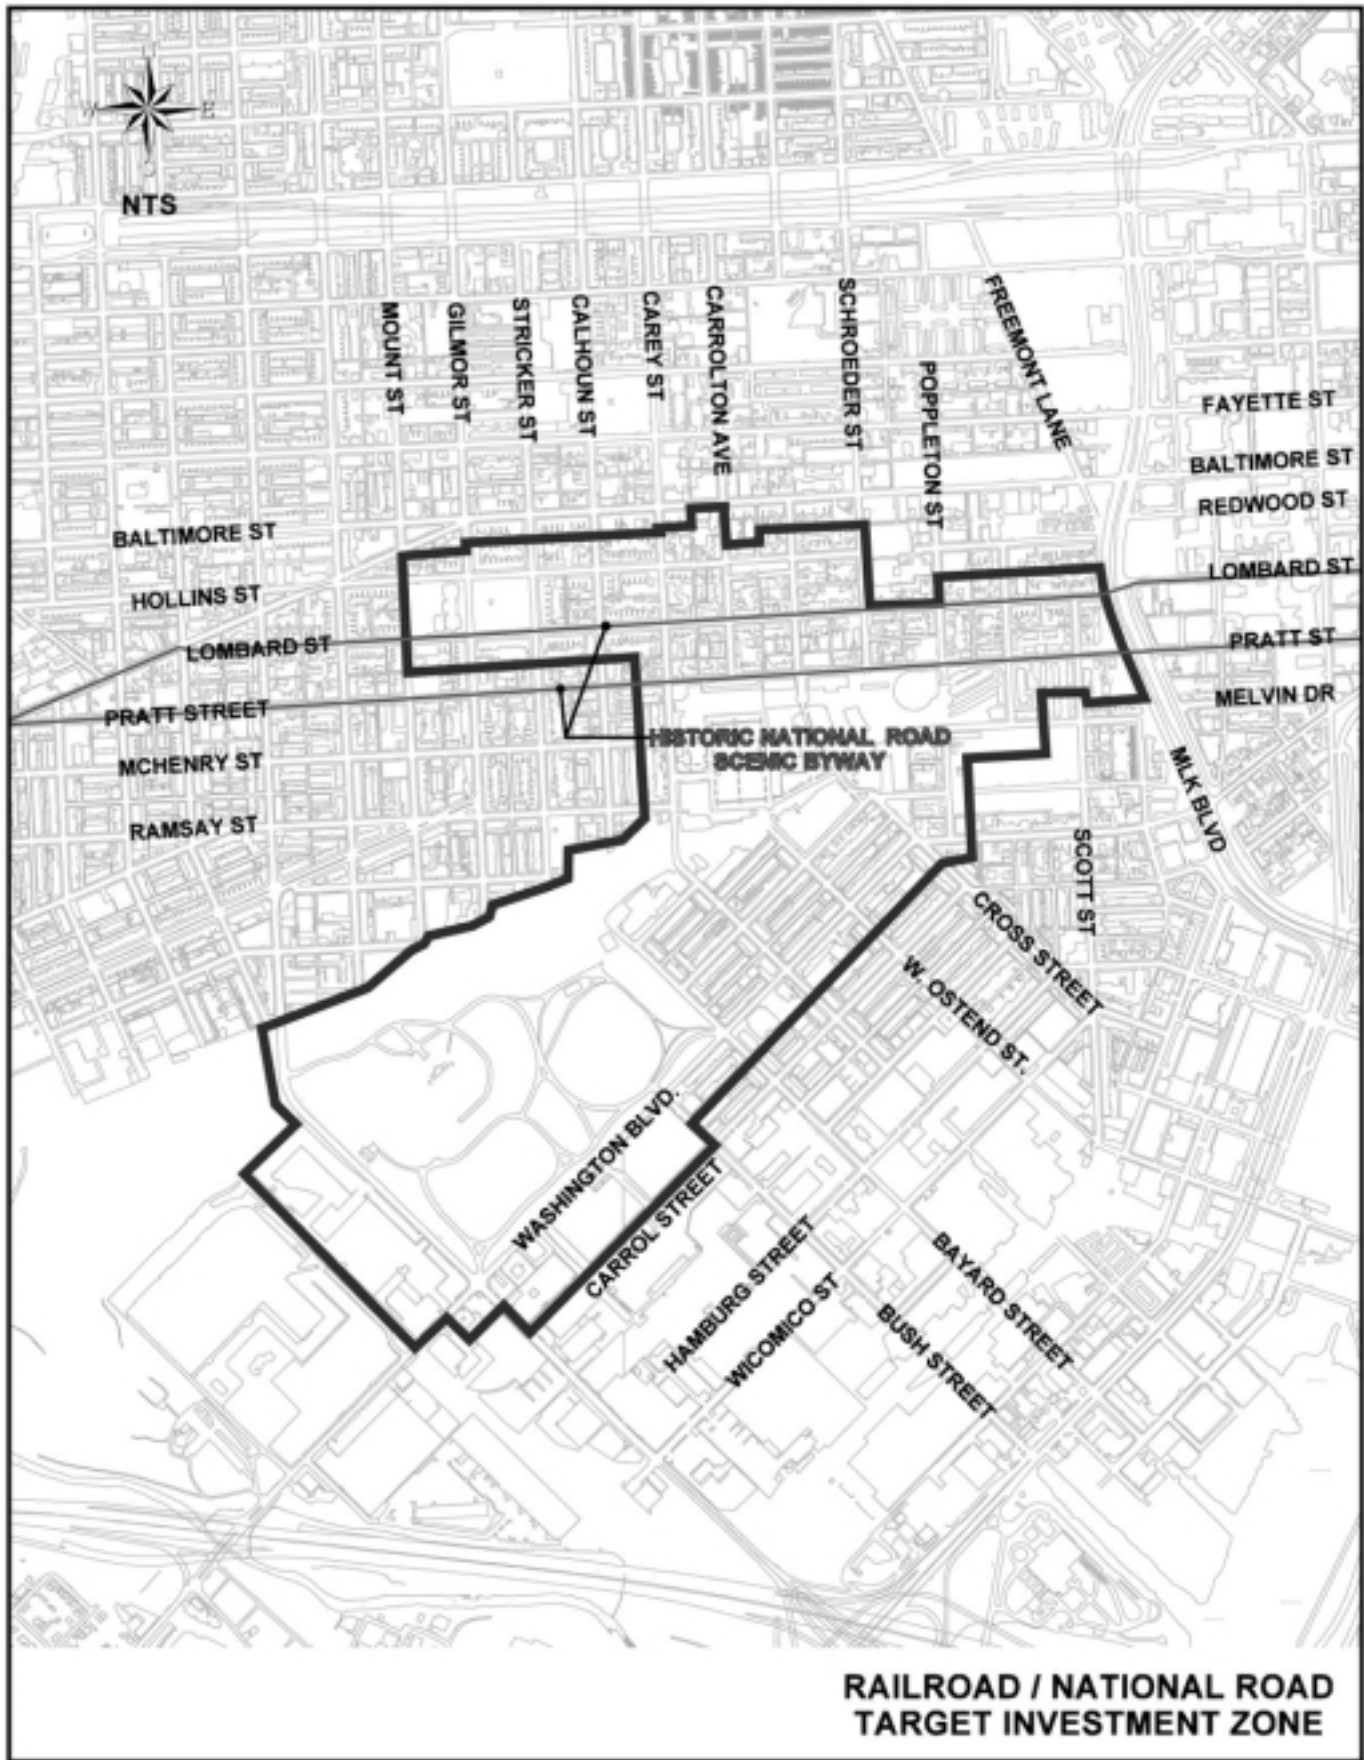 N
W E
S
NTS
MOUNT ST
GILMOR ST
STRICKER ST
CALHOUN ST
CAREY ST
CARROLTON AVE
SCHROEDER ST
POPPLETON ST
FREEMONT LANE
FAYETTE ST
BALTIMORE ST
REDWOOD ST
LOMBARD ST
PRATT ST
MELVIN DR
BALTIMORE ST
HOLLINS ST
LOMBARD ST
PRATT STREET
MCHENRY ST
RAMSAY ST
HISTORIC NATIONAL ROAD
SCENIC BYWAY
MLK BLVD
SCOTT ST
CROSS STREET
W. OSTEND ST.
WASHINGTON BLVD.
CARROL STREET
HAMBURG STREET
WICOMICO ST
BAYARD STREET
BUSH STREET
RAILROAD / NATIONAL ROAD
TARGET INVESTMENT ZONE